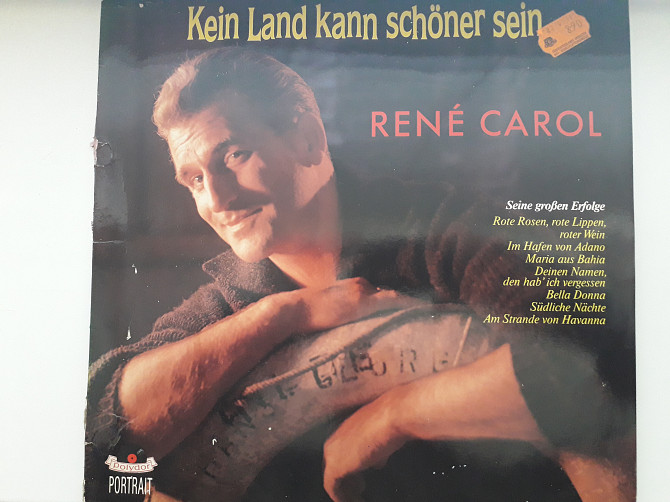 Kein Land kann schöner sein
RENÉ CAROL
Seine großen Erfolge
Rote Rosen, rote Lippen,
roter Wein
Im Hafen von Adano
Maria aus Bahia
Deinen Namen,
den hab' ich vergessen
Bella Donna
Südliche Nächte
Am Strande von Havanna
Polydor
PORTRAIT